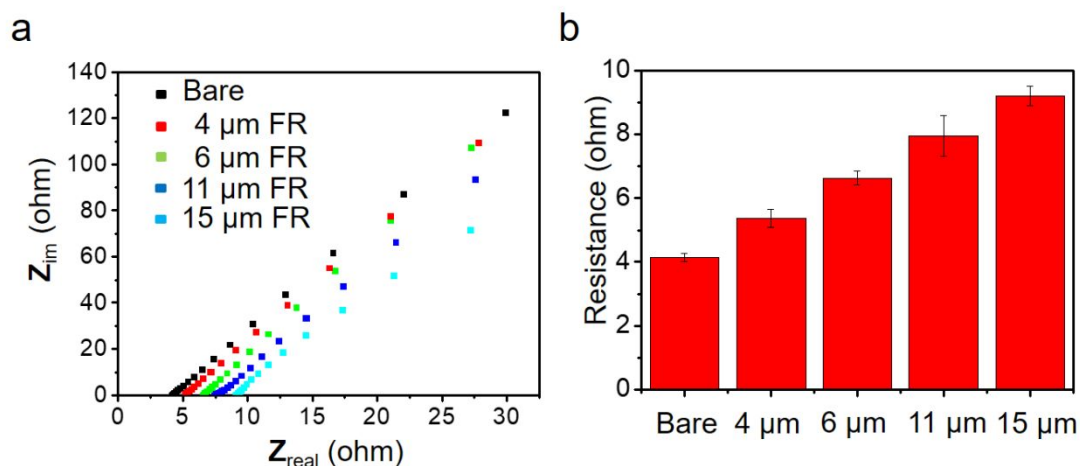 a
140
120
100
80
60
40
20
0
Z_im (ohm)
Bare
4 µm FR
6 µm FR
11 µm FR
15 µm FR
0 5 10 15 20 25 30
Z_real (ohm)
b
10
8
6
4
2
0
Resistance (ohm)
Bare 4 µm 6 µm 11 µm 15 µm